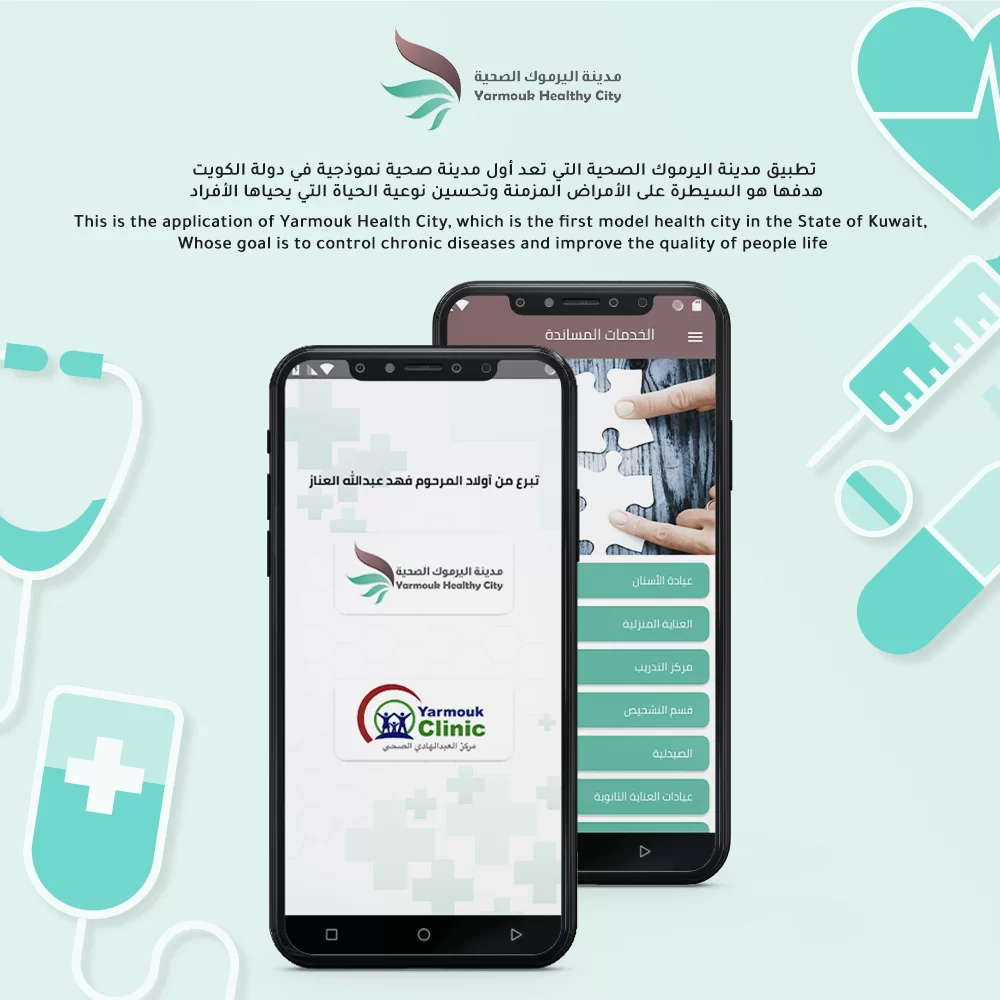 مدينة اليرموك الصحية
Yarmouk Healthy City
تطبيق مدينة اليرموك الصحية التي تعد أول مدينة صحية نموذجية في دولة الكويت
هدفها هو السيطرة على الأمراض المزمنة وتحسين نوعية الحياة التي يحياها الأفراد
This is the application of Yarmouk Health City, which is the first model health city in the State of Kuwait,
Whose goal is to control chronic diseases and improve the quality of people life
الخدمات المساندة
عيادة الأسنان
العناية المنزلية
مركز التدريب
قسم التشخيص
الصيدلية
عيادات العناية الثانوية
تبرع من أولاد المرحوم فهد عبدالله العناز
مدينة اليرموك الصحية
Yarmouk Healthy City
Yarmouk
Clinic
مركز العبدالهادي الصحي